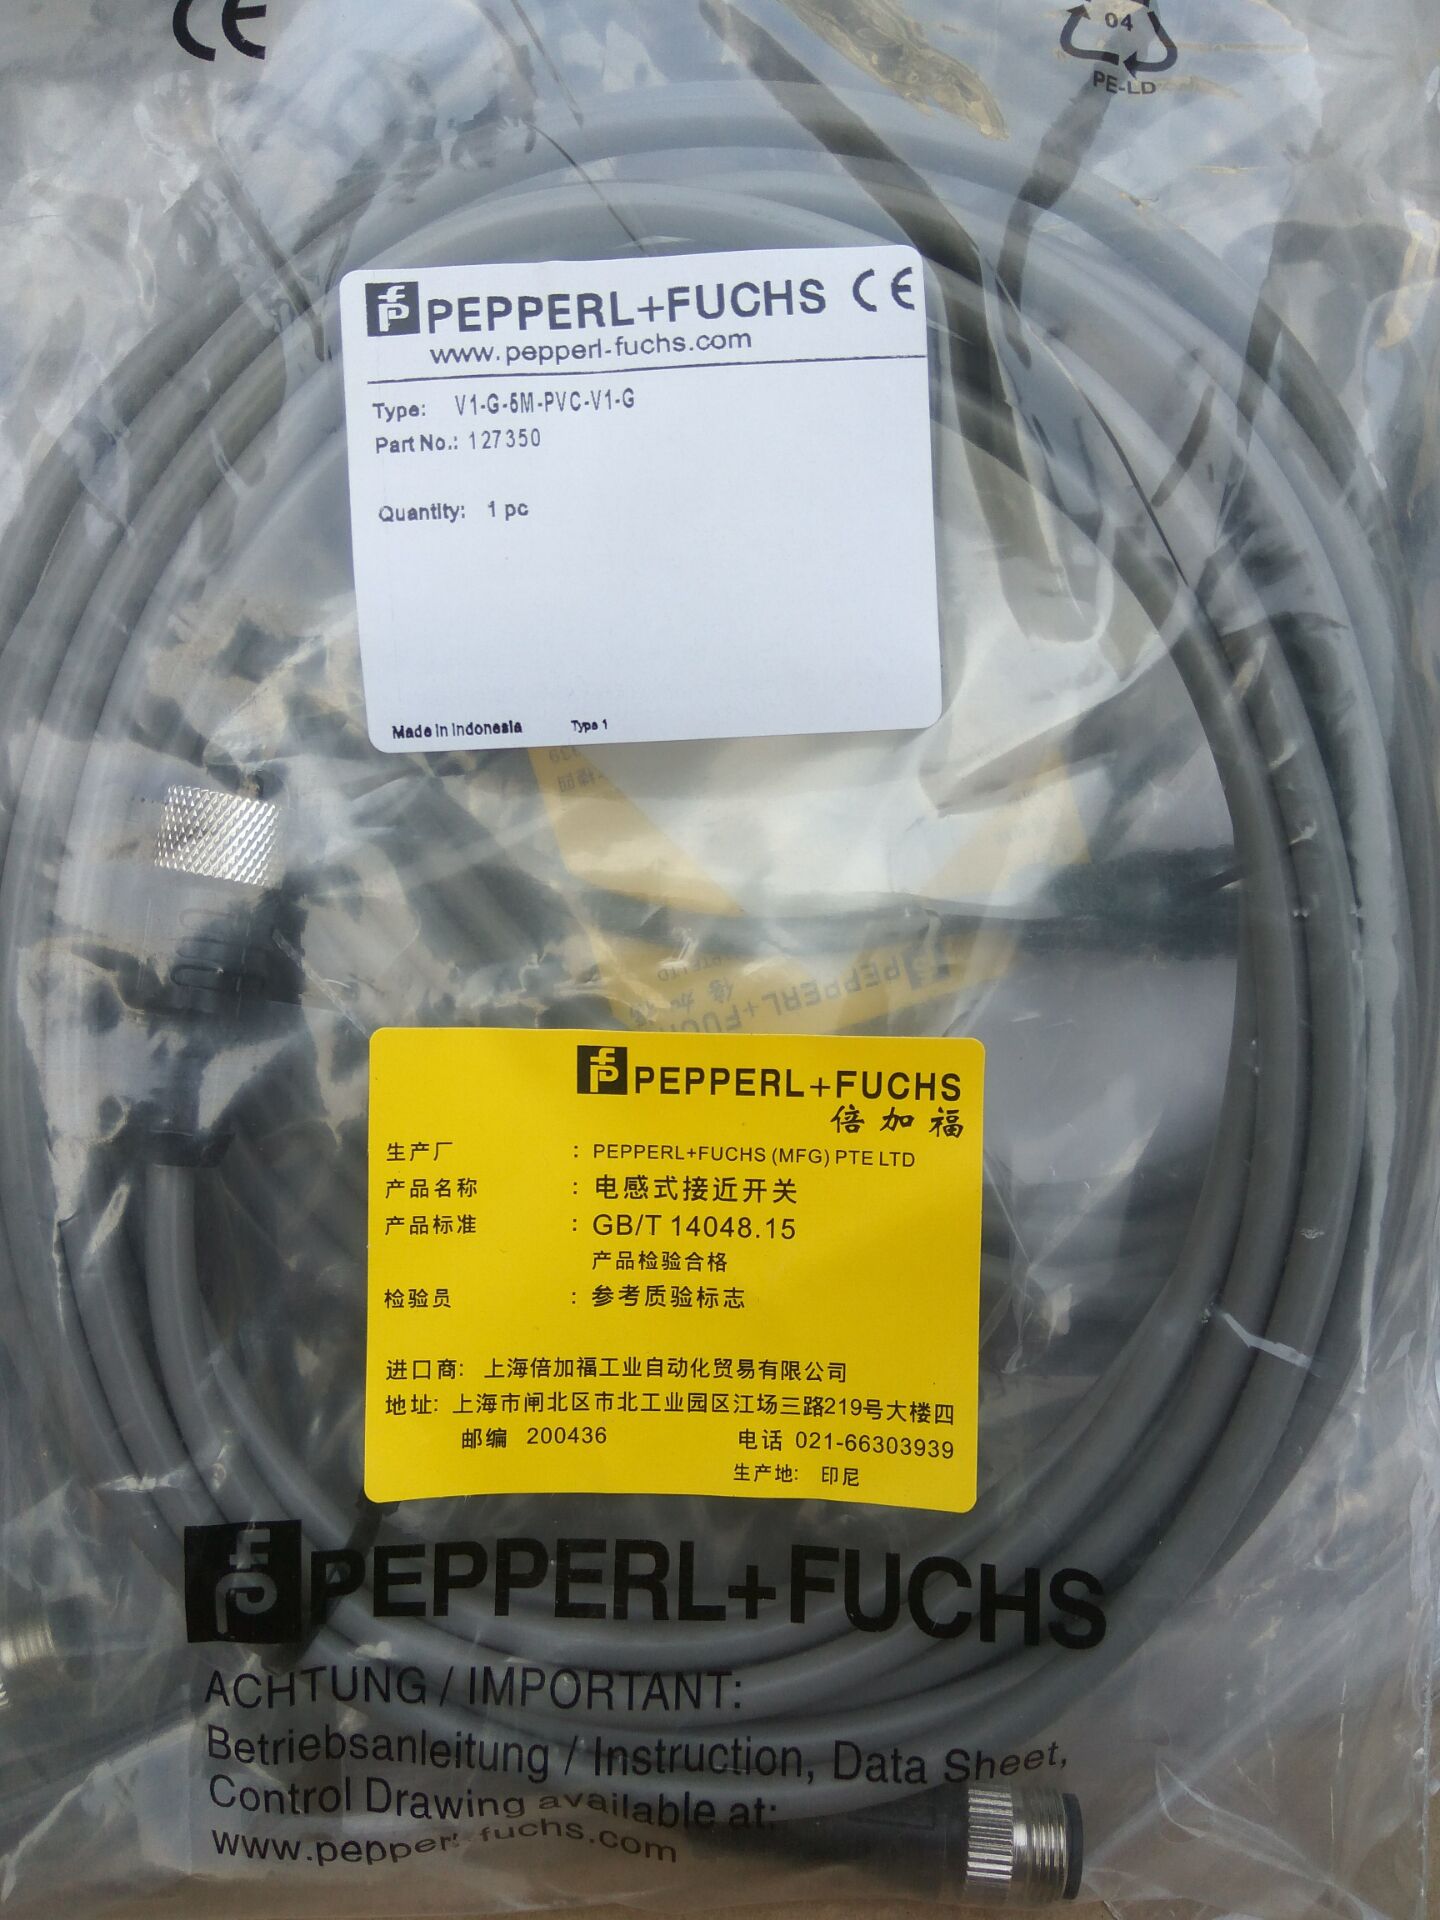 CE
04
PE-LD
PEPPERL+FUCHS CE
www.pepperl-fuchs.com
Type: V1-G-5M-PVC-V1-G
Part No.: 127350
Quantity: 1 pc
Made in Indonesia Type 1
PEPPERL+FUCHS
倍加福
PEPPERL+FUCHS
倍加福
生产厂 : PEPPERL+FUCHS (MFG) PTE LTD
产品名称 : 电感式接近开关
产品标准 : GB/T 14048.15
产品检验合格
检验员 : 参考质验标志
进口商: 上海倍加福工业自动化贸易有限公司
地址: 上海市闸北区市北工业园区江场三路219号大楼四
邮编 200436 电话 021-66303939
生产地: 印尼
PEPPERL+FUCHS
ACHTUNG / IMPORTANT:
Betriebsanleitung / Instruction, Data Sheet,
Control Drawing available at:
www.pepperl-fuchs.com